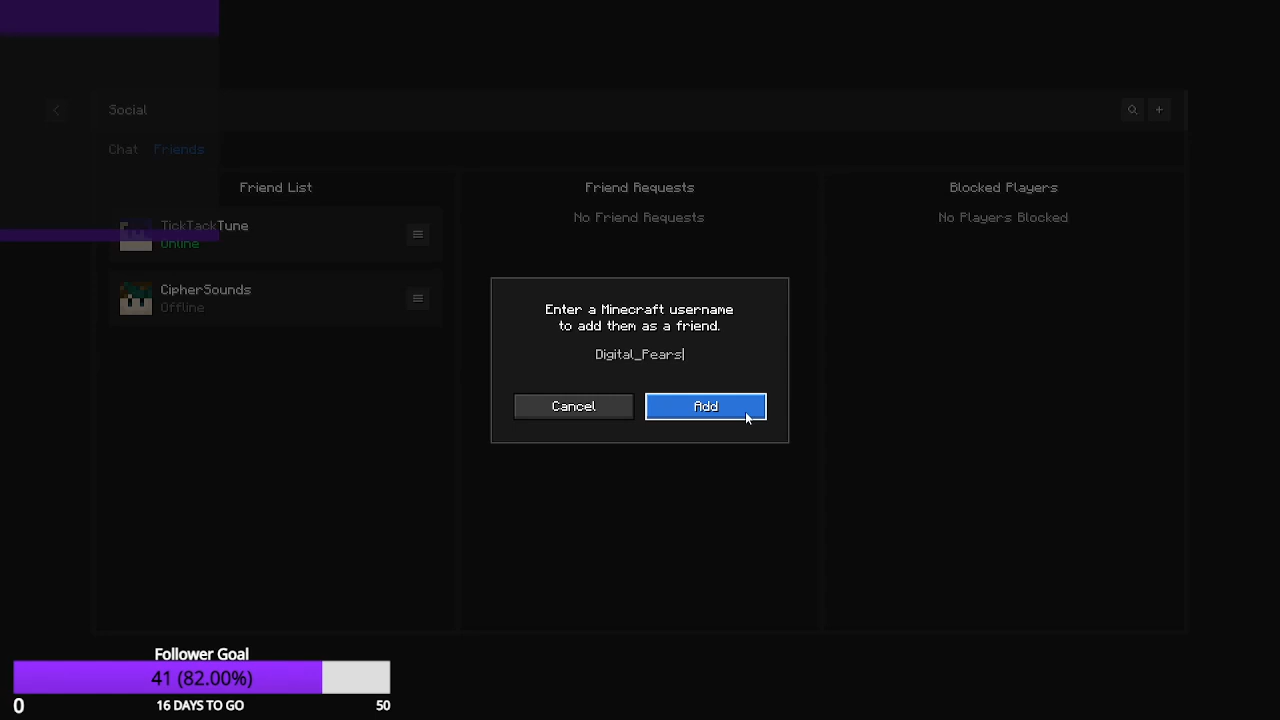 Social
Chat Friends
Friend List
Friend Requests
Blocked Players
TickTackTune
Online
No Friend Requests
No Players Blocked
CipherSounds
Offline
Enter a Minecraft username
to add them as a friend.
Digital_Pears
Cancel
Add
Follower Goal
41 (82.00%)
0
16 DAYS TO GO
50